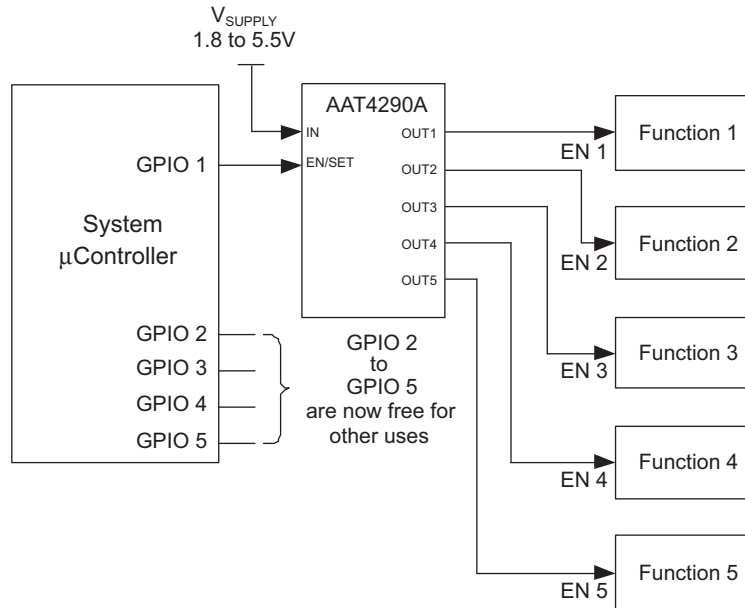 V_SUPPLY
1.8 to 5.5V
AAT4290A
IN
EN/SET
OUT1
OUT2
OUT3
OUT4
OUT5
GPIO 1
System
μController
GPIO 2
GPIO 3
GPIO 4
GPIO 5
GPIO 2
to
GPIO 5
are now free for
other uses
EN 1
Function 1
EN 2
Function 2
EN 3
Function 3
EN 4
Function 4
EN 5
Function 5